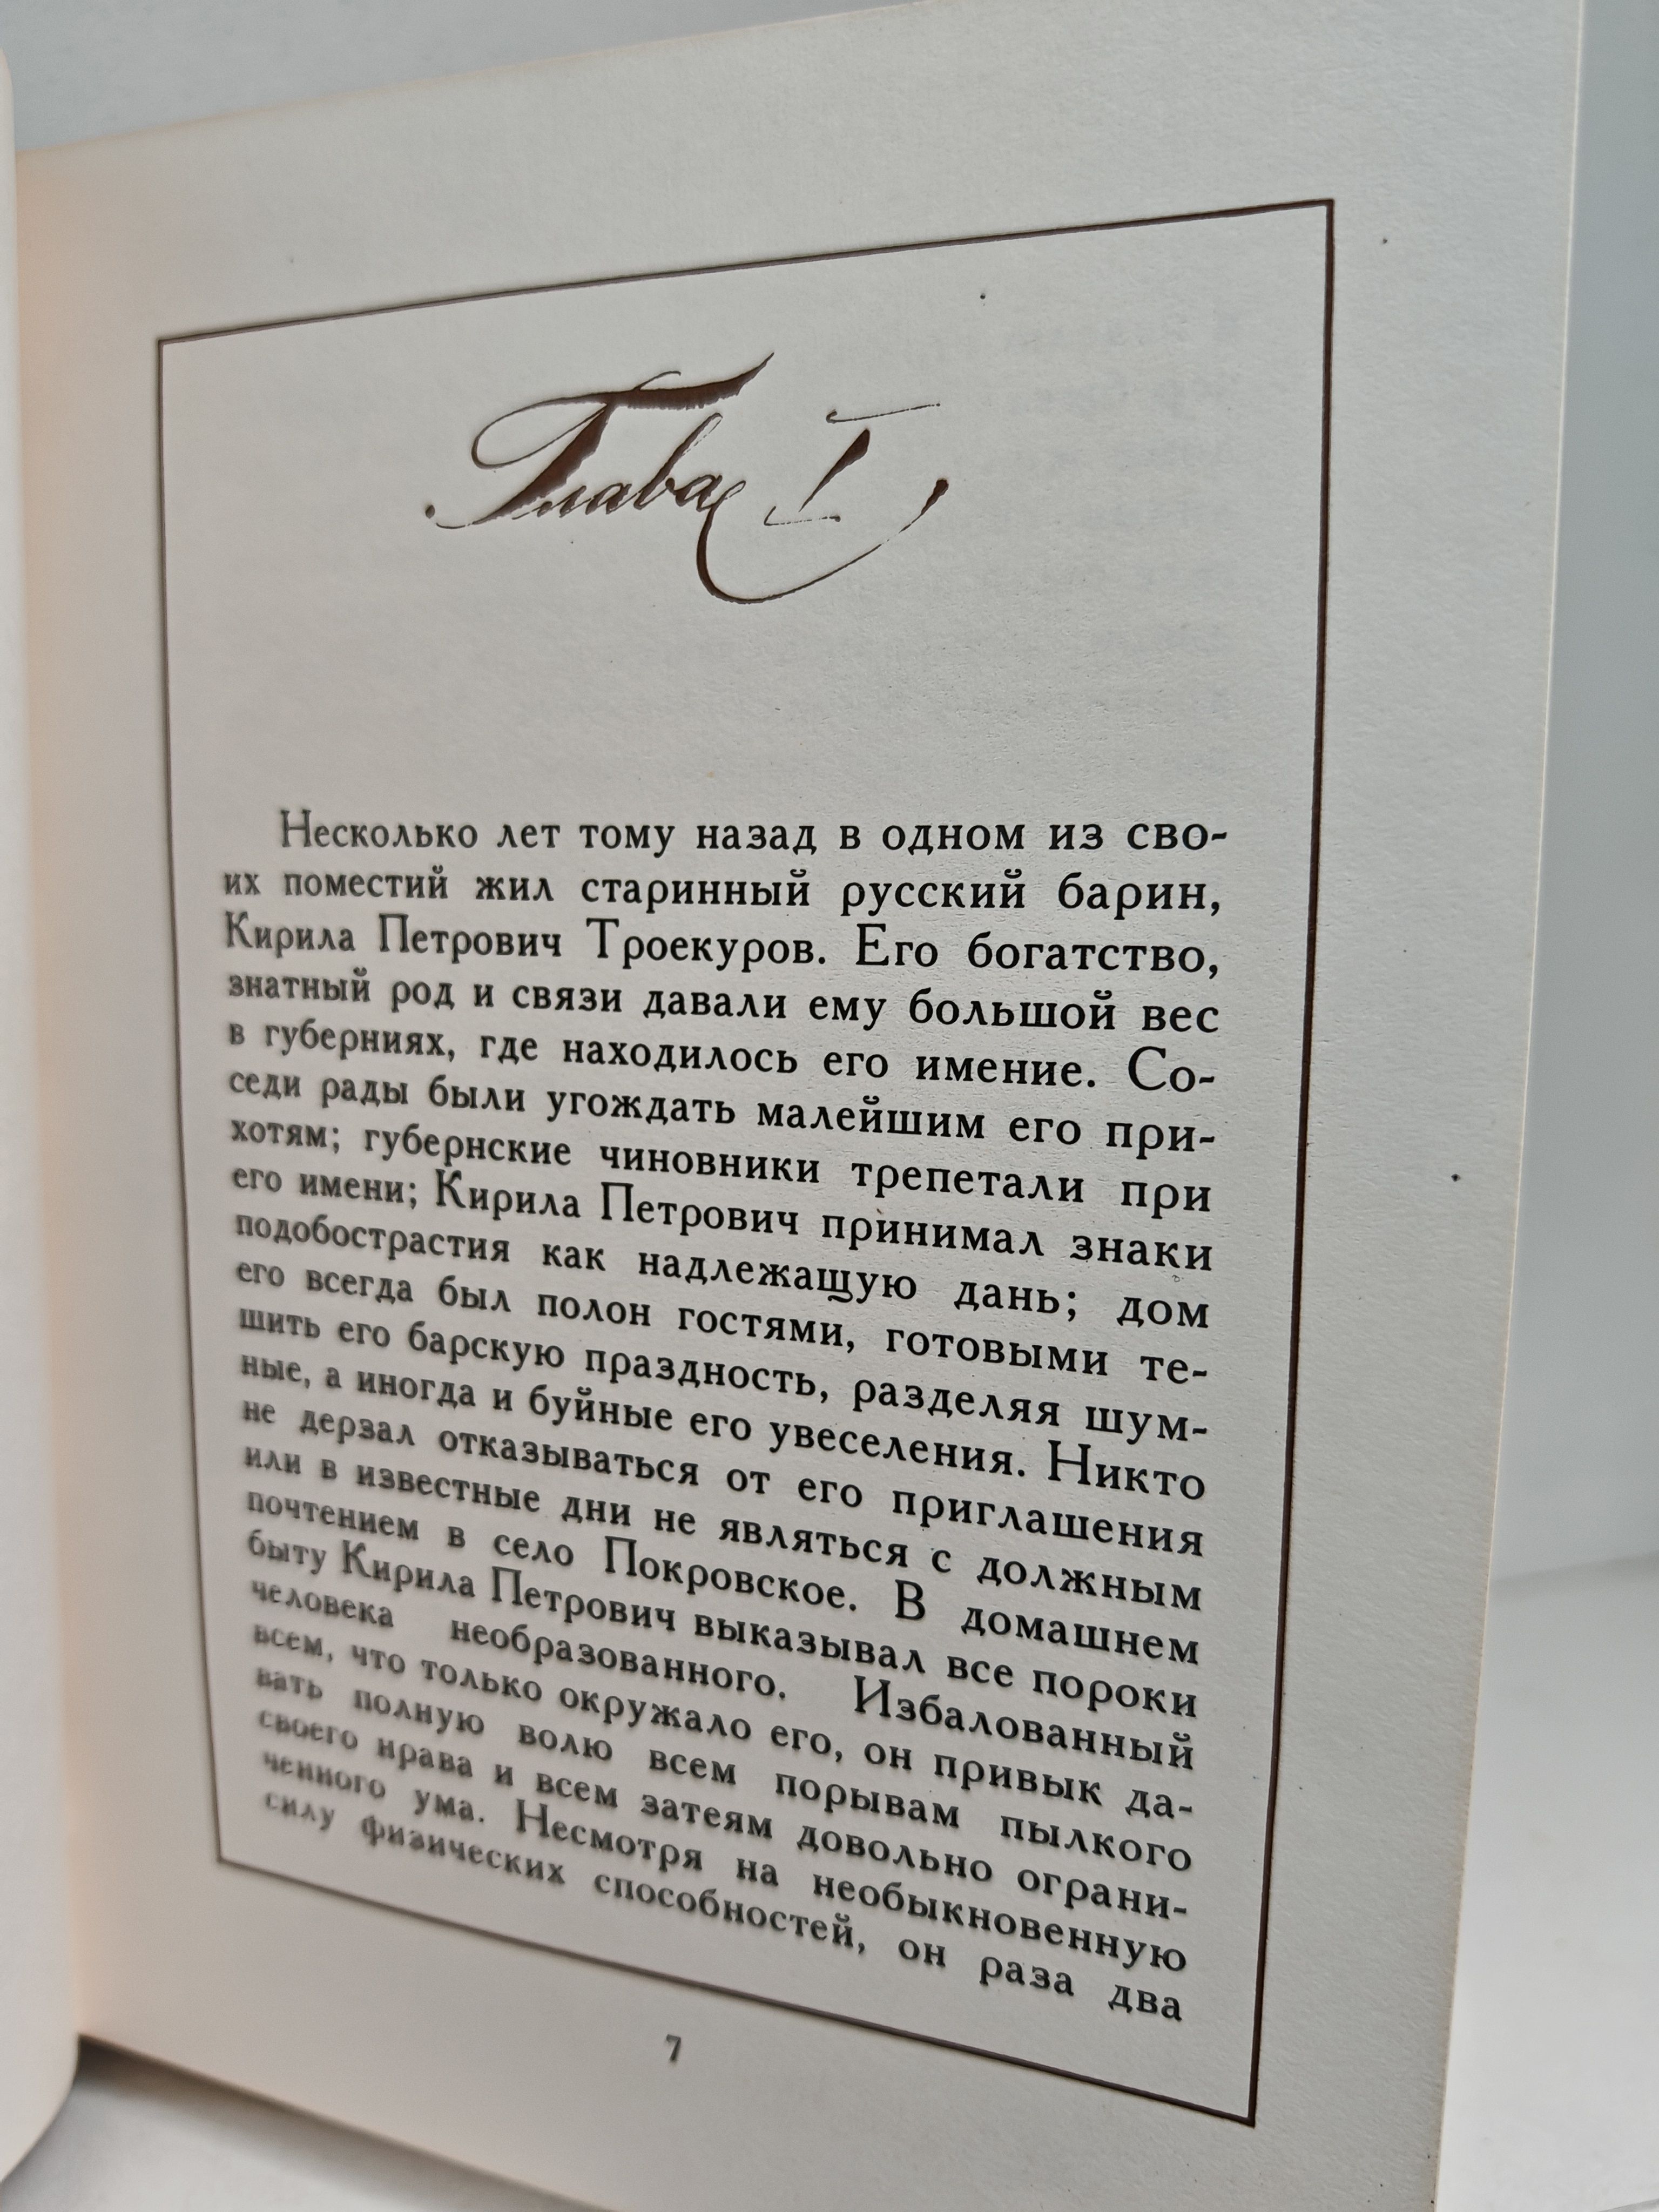 Глава I
Несколько лет тому назад в одном из сво-
их поместий жил старинный русский барин,
Кирила Петрович Троекуров. Его богатство,
знатный род и связи давали ему большой вес
в губерниях, где находилось его имение. Со-
седи рады были угождать малейшим его при-
хотям; губернские чиновники трепетали при
его имени; Кирила Петрович принимал знаки
подобострастия как надлежащую дань; дом
его всегда был полон гостями, готовыми те-
шить его барскую праздность, разделяя шум-
ные, а иногда и буйные его увеселения. Никто
не дерзал отказываться от его приглашения
или в известные дни не являться с должным
почтением в село Покровское. В домашнем
быту Кирила Петрович выказывал все пороки
человека необразованного. Избалованный
всем, что только окружало его, он привык да-
вать полную волю всем порывам пылкого
своего нрава и всем затеям довольно ограни-
ченного ума. Несмотря на необыкновенную
силу физических способностей, он раза два
7